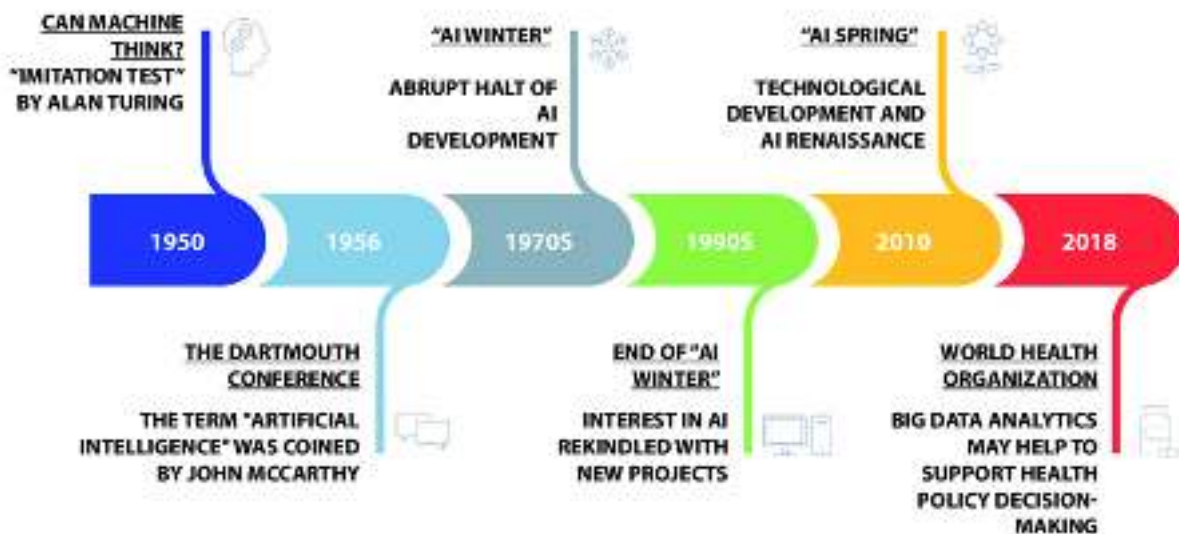 CAN MACHINE
THINK?
"IMITATION TEST"
BY ALAN TURING
"AI WINTER"
ABRUPT HALT OF
AI
DEVELOPMENT
"AI SPRING"
TECHNOLOGICAL
DEVELOPMENT AND
AI RENAISSANCE
1950
1956
1970S
1990S
2010
2018
THE DARTMOUTH
CONFERENCE
THE TERM "ARTIFICIAL
INTELLIGENCE" WAS COINED
BY JOHN MCCARTHY
END OF "AI
WINTER"
INTEREST IN AI
REKINDLED WITH
NEW PROJECTS
WORLD HEALTH
ORGANIZATION
BIG DATA ANALYTICS
MAY HELP TO
SUPPORT HEALTH
POLICY DECISION-
MAKING